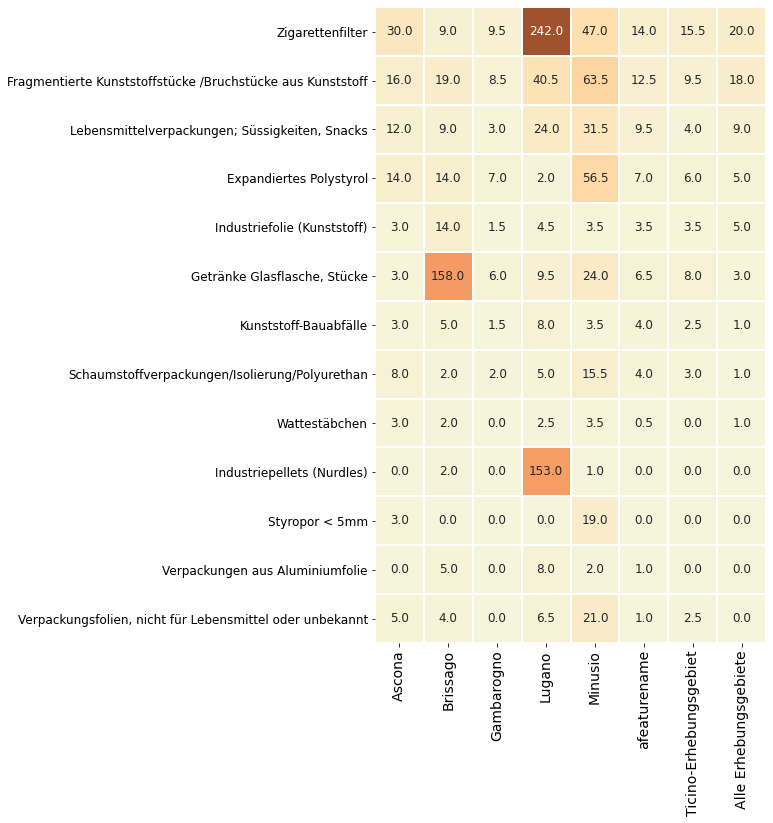 Zigarettenfilter 30.0 9.0 9.5 242.0 47.0 14.0 15.5 20.0
Fragmentierte Kunststoffstücke /Bruchstücke aus Kunststoff 16.0 19.0 8.5 40.5 63.5 12.5 9.5 18.0
Lebensmittelverpackungen; Süssigkeiten, Snacks 12.0 9.0 3.0 24.0 31.5 9.5 4.0 9.0
Expandiertes Polystyrol 14.0 14.0 7.0 2.0 56.5 7.0 6.0 5.0
Industriefolie (Kunststoff) 3.0 14.0 1.5 4.5 3.5 3.5 3.5 5.0
Getränke Glasflasche, Stücke 3.0 158.0 6.0 9.5 24.0 6.5 8.0 3.0
Kunststoff-Bauabfälle 3.0 5.0 1.5 8.0 3.5 4.0 2.5 1.0
Schaumstoffverpackungen/Isolierung/Polyurethan 8.0 2.0 2.0 5.0 15.5 4.0 3.0 1.0
Wattestäbchen 3.0 2.0 0.0 2.5 3.5 0.5 0.0 1.0
Industriepellets (Nurdles) 0.0 2.0 0.0 153.0 1.0 0.0 0.0 0.0
Styropor < 5mm 3.0 0.0 0.0 0.0 19.0 0.0 0.0 0.0
Verpackungen aus Aluminiumfolie 0.0 5.0 0.0 8.0 2.0 1.0 0.0 0.0
Verpackungsfolien, nicht für Lebensmittel oder unbekannt 5.0 4.0 0.0 6.5 21.0 1.0 2.5 0.0
Ascona
Brissago
Gambarogno
Lugano
Minusio
afeaturename
Ticino-Erhebungsgebiet
Alle Erhebungsgebiete